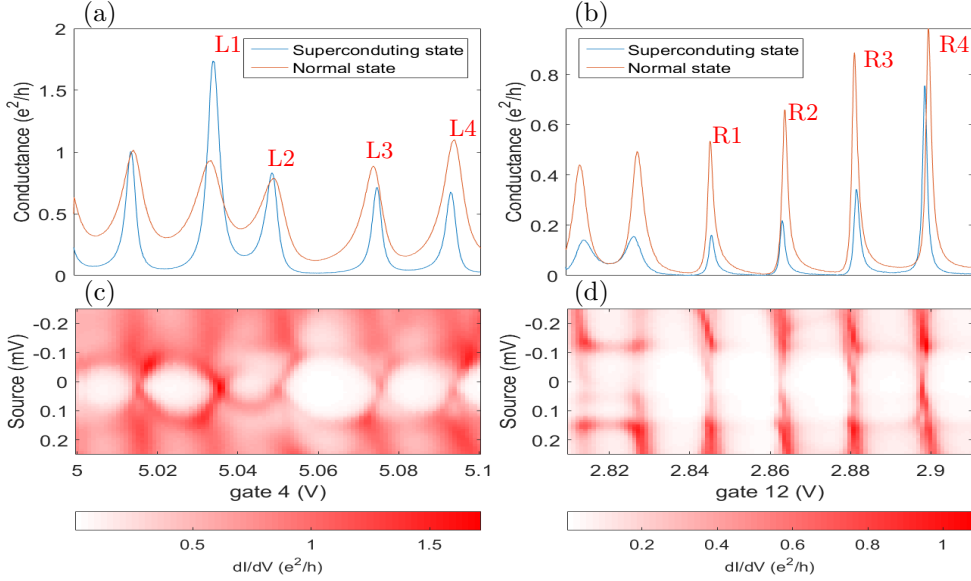 (a)
2
1.5
1
0.5
0
Conductance (e²/h)
Superconduting state
Normal state
L1
L2
L3
L4
(b)
0.8
0.6
0.4
0.2
0
Conductance (e²/h)
Superconduting state
Normal state
R1
R2
R3
R4
(c)
-0.2
-0.1
0
0.1
0.2
Source (mV)
5
5.02
5.04
5.06
5.08
5.1
gate 4 (V)
0.5
1
1.5
dI/dV (e²/h)
(d)
-0.2
-0.1
0
0.1
0.2
Source (mV)
2.82
2.84
2.86
2.88
2.9
gate 12 (V)
0.2
0.4
0.6
0.8
1
dI/dV (e²/h)